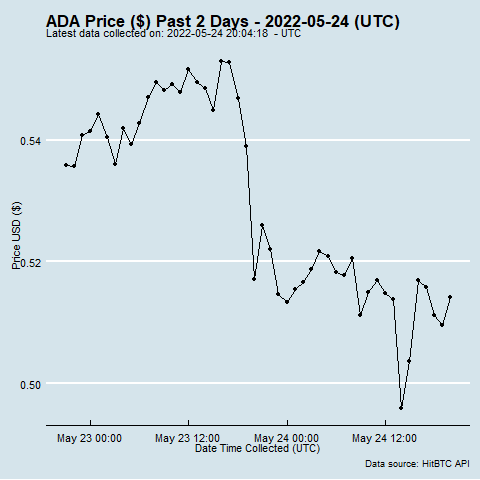 ADA Price ($) Past 2 Days - 2022-05-24 (UTC)
Latest data collected on: 2022-05-24 20:04:18 - UTC
0.54
0.52
0.50
Price USD ($)
May 23 00:00 May 23 12:00 May 24 00:00 May 24 12:00
Date Time Collected (UTC)
Data source: HitBTC API